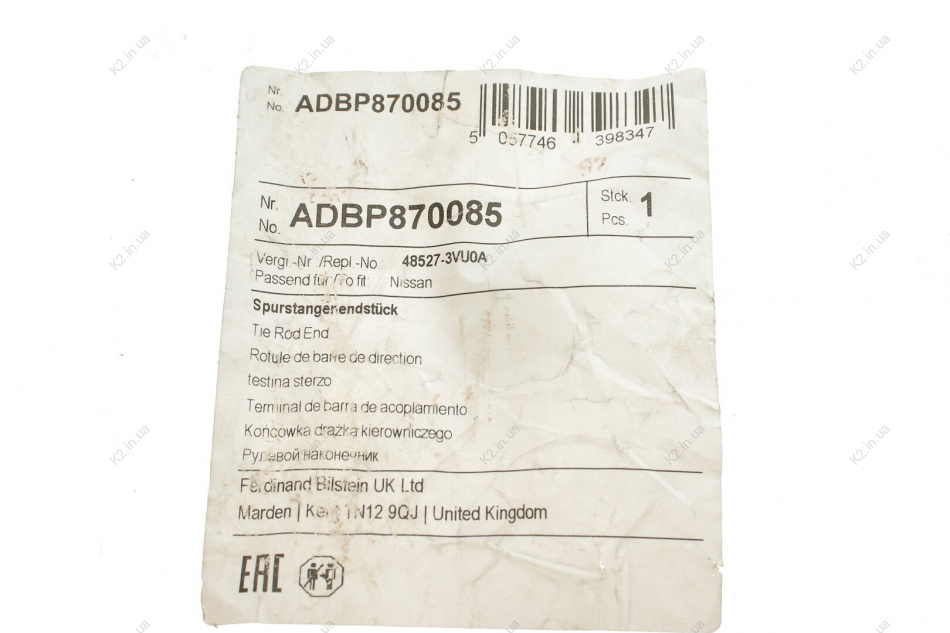 Nr.
No. ADBP870085
5 057746 398347
Nr.
No. ADBP870085
Stck.
Pcs. 1
Vergl.-Nr./Repl.-No.: 48527-3VU0A
Passend für/To fit: Nissan
Spurstangenendstück
Tie Rod End
Rotule de barre de direction
testina sterzo
Terminal de barra de acoplamiento
Końcowka drążka kierowniczego
Рулевой наконечник
Ferdinand Bilstein UK Ltd
Marden | Kent TN12 9QJ | United Kingdom
EAC
K2.in.ua